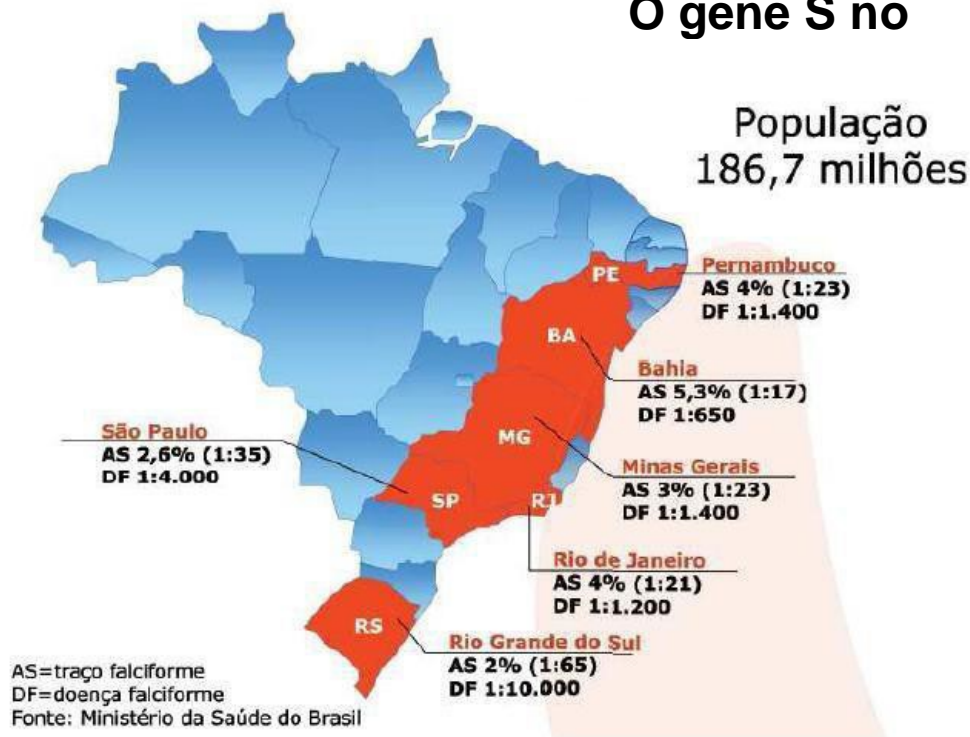 O gene S no
População
186,7 milhões
PE
Pernambuco
AS 4% (1:23)
DF 1:1.400
BA
Bahia
AS 5,3% (1:17)
DF 1:650
São Paulo
AS 2,6% (1:35)
DF 1:4.000
MG
Minas Gerais
AS 3% (1:23)
DF 1:1.400
SP
RJ
Rio de Janeiro
AS 4% (1:21)
DF 1:1.200
RS
Rio Grande do Sul
AS 2% (1:65)
DF 1:10.000
AS=traço falciforme
DF=doença falciforme
Fonte: Ministério da Saúde do Brasil